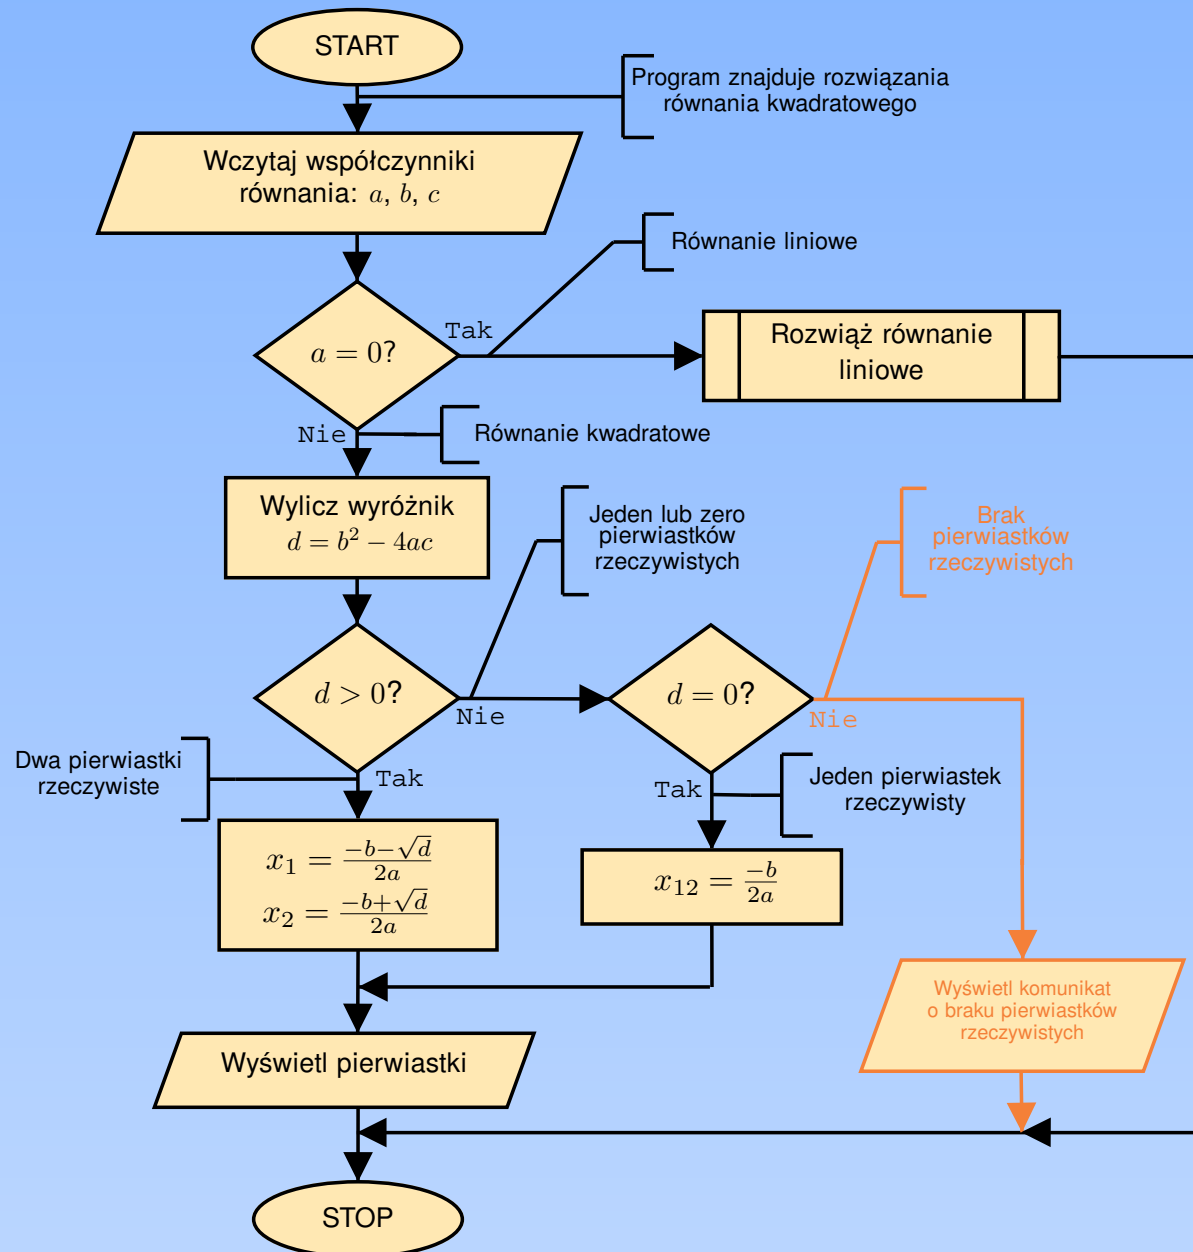 START
Program znajduje rozwiązania
równania kwadratowego
Wczytaj współczynniki
równania: a, b, c
Równanie liniowe
Tak
a = 0?
Rozwiąż równanie
liniowe
Nie
Równanie kwadratowe
Wylicz wyróżnik
d = b² − 4ac
Jeden lub zero
pierwiastków
rzeczywistych
Brak
pierwiastków
rzeczywistych
d > 0?
Nie
d = 0?
Nie
Dwa pierwiastki
rzeczywiste
Tak
Tak
Jeden pierwiastek
rzeczywisty
x₁ = (−b−√d)/(2a)
x₂ = (−b+√d)/(2a)
x₁₂ = (−b)/(2a)
Wyświetl komunikat
o braku pierwiastków
rzeczywistych
Wyświetl pierwiastki
STOP